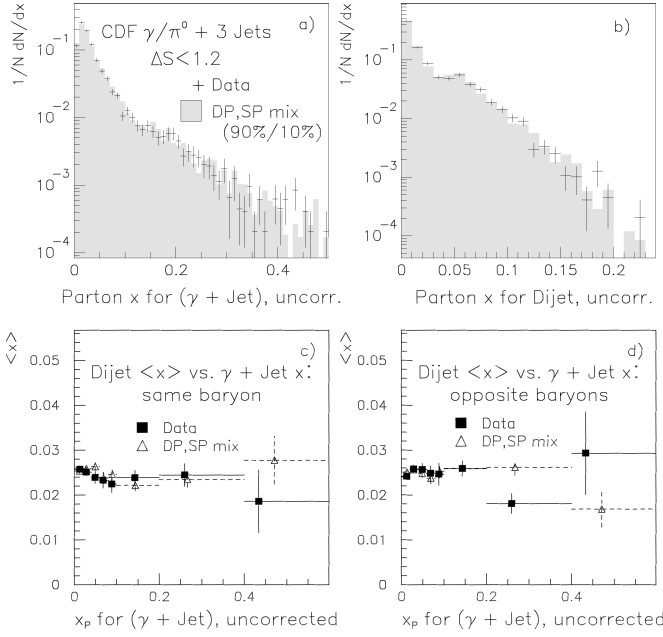 1/N dN/dx
CDF γ/π⁰ + 3 Jets
ΔS<1.2
a)
Data
DP,SP mix
(90%/10%)
10⁻¹
10⁻²
10⁻³
10⁻⁴
0
0.2
0.4
Parton x for (γ + Jet), uncorr.
1/N dN/dx
b)
10⁻¹
10⁻²
10⁻³
10⁻⁴
0
0.05
0.1
0.15
0.2
Parton x for Dijet, uncorr.
<x>
c)
Dijet <x> vs. γ + Jet x:
same baryon
Data
DP,SP mix
0.05
0.04
0.03
0.02
0.01
0
0
0.2
0.4
xₚ for (γ + Jet), uncorrected
<x>
d)
Dijet <x> vs. γ + Jet x:
opposite baryons
Data
DP,SP mix
0.05
0.04
0.03
0.02
0.01
0
0
0.2
0.4
xₚ for (γ + Jet), uncorrected